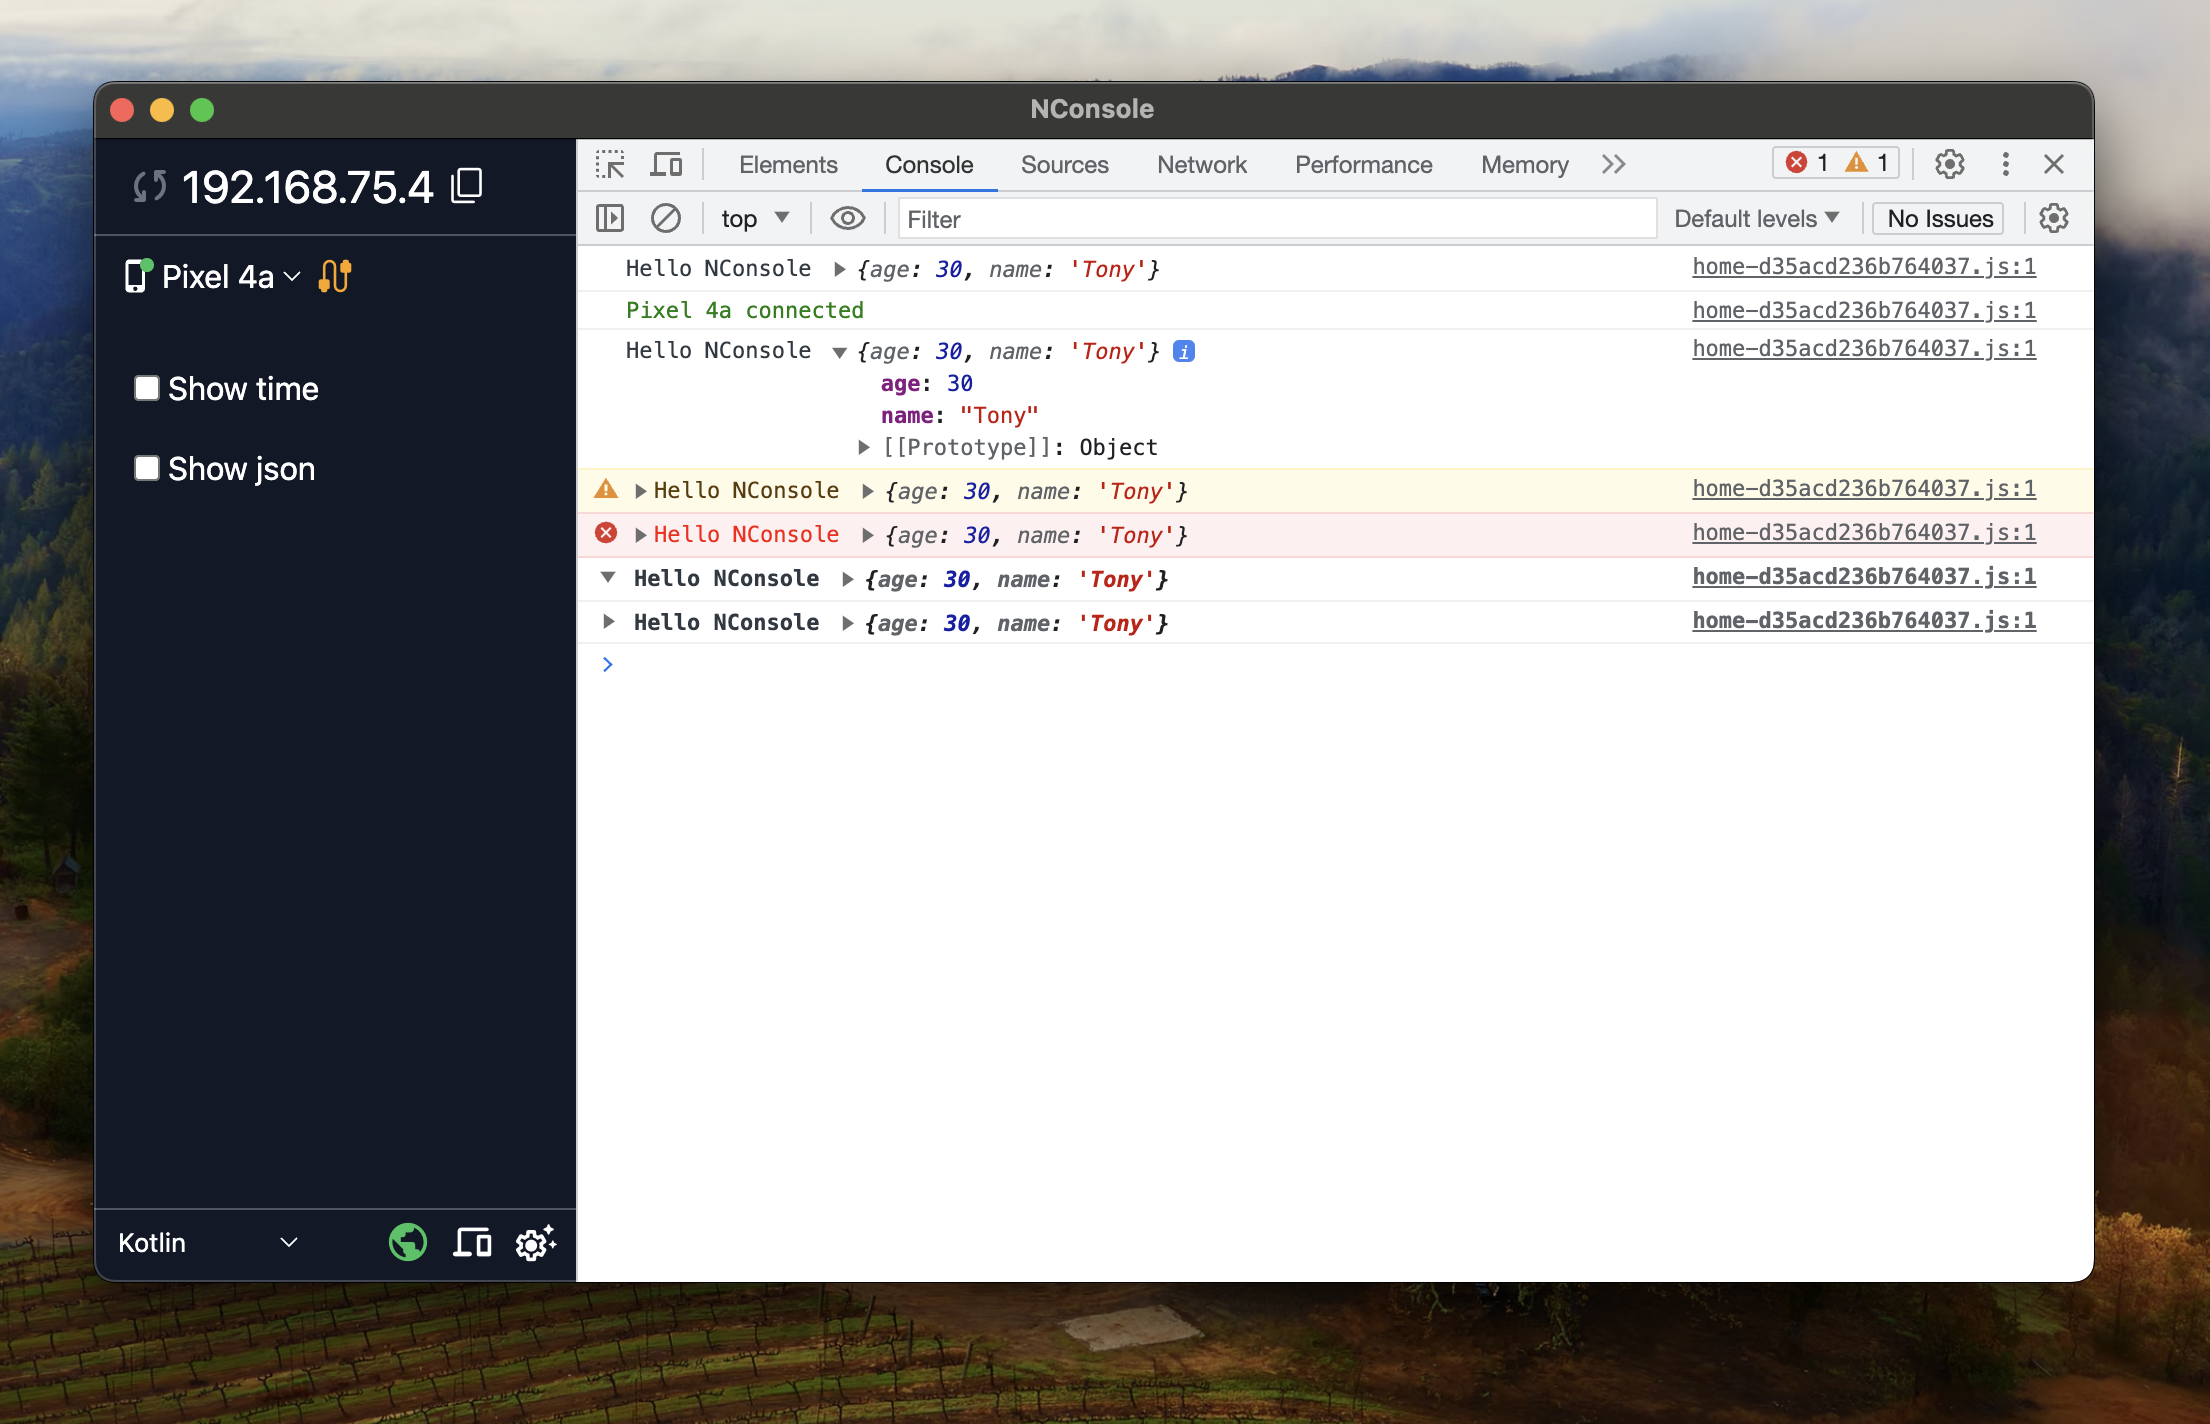 NConsole
192.168.75.4
Pixel 4a
Show time
Show json
Kotlin
Elements Console Sources Network Performance Memory 1 1
top Filter Default levels No Issues
Hello NConsole {age: 30, name: 'Tony'} home-d35acd236b764037.js:1
Pixel 4a connected home-d35acd236b764037.js:1
Hello NConsole {age: 30, name: 'Tony'} i home-d35acd236b764037.js:1
age: 30
name: "Tony"
[[Prototype]]: Object
Hello NConsole {age: 30, name: 'Tony'} home-d35acd236b764037.js:1
Hello NConsole {age: 30, name: 'Tony'} home-d35acd236b764037.js:1
Hello NConsole {age: 30, name: 'Tony'} home-d35acd236b764037.js:1
Hello NConsole {age: 30, name: 'Tony'} home-d35acd236b764037.js:1